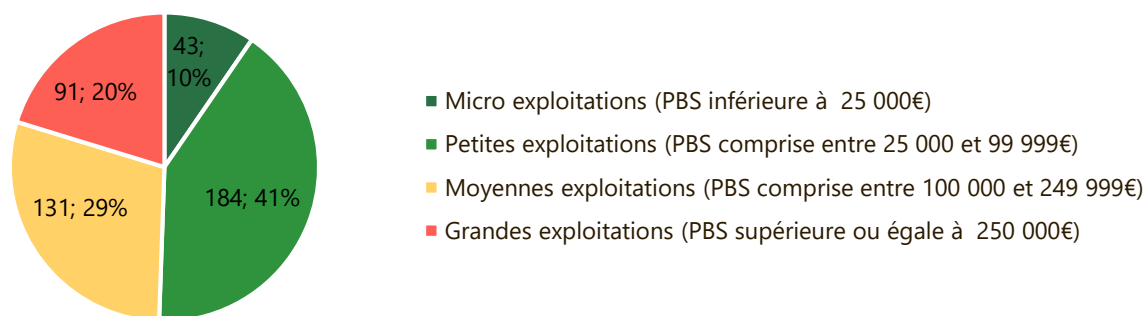 43;
10%
91; 20%
184; 41%
131; 29%
Micro exploitations (PBS inférieure à  25 000€)
Petites exploitations (PBS comprise entre 25 000 et 99 999€)
Moyennes exploitations (PBS comprise entre 100 000 et 249 999€)
Grandes exploitations (PBS supérieure ou égale à  250 000€)